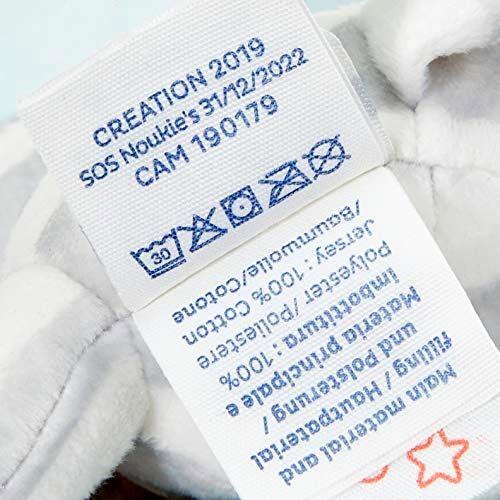 CREATION 2019
SOS Noukie's 31/12/2022
CAM 190179
30
Main material and
filling / Hauptpaterial
und Polsterung /
Materia principale e
imbottitura : 100%
Polyester / Poliestere
Jersey : 100% Cotton
/Baumwolle/Cotone